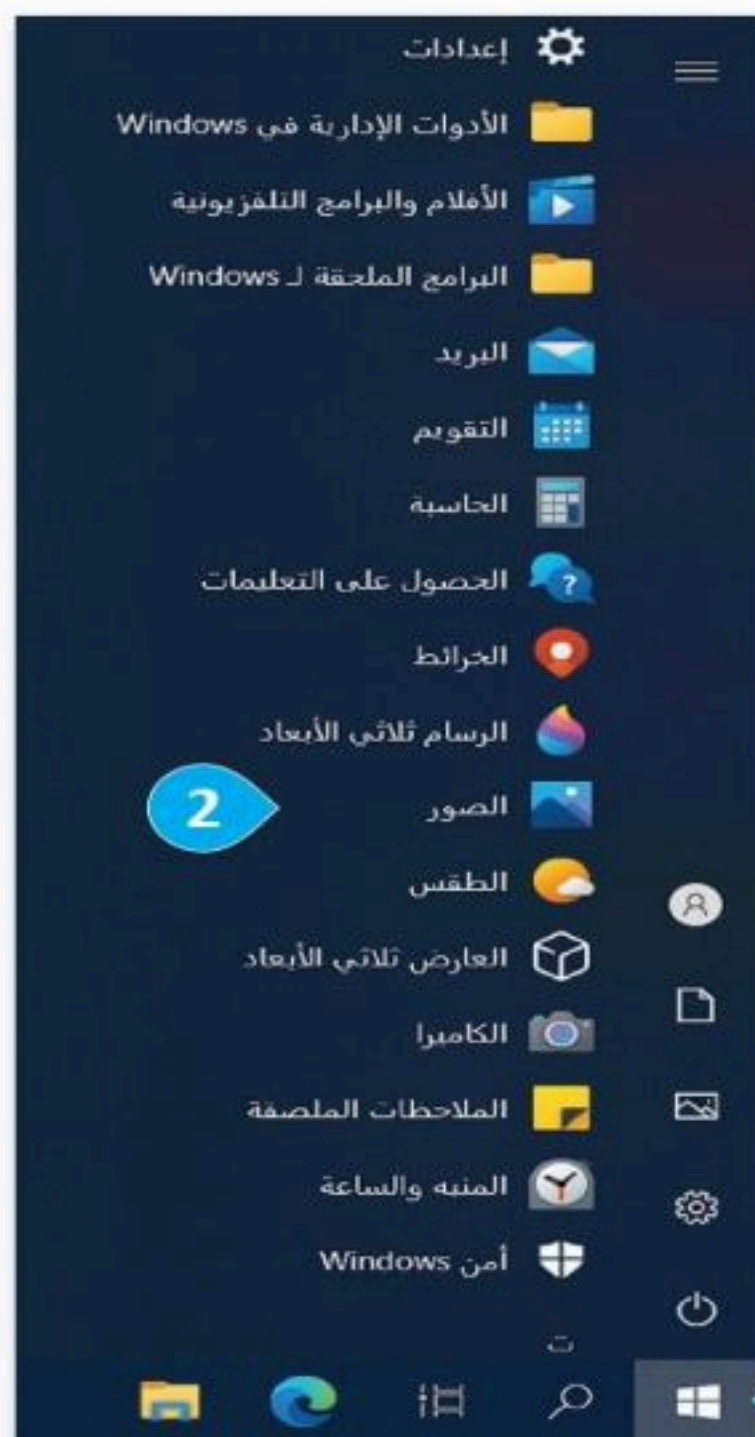 إعدادات
الأدوات الإدارية في Windows
الأفلام والبرامج التلفزيونية
البرامج الملحقة لـ Windows
البريد
التقويم
الحاسبة
الحصول على التعليمات
الخرائط
الرسام ثلاثي الأبعاد
الصور
2
الطقس
العارض ثلاثي الأبعاد
الكاميرا
الملاحظات الملصقة
المنبه والساعة
أمن Windows
ت